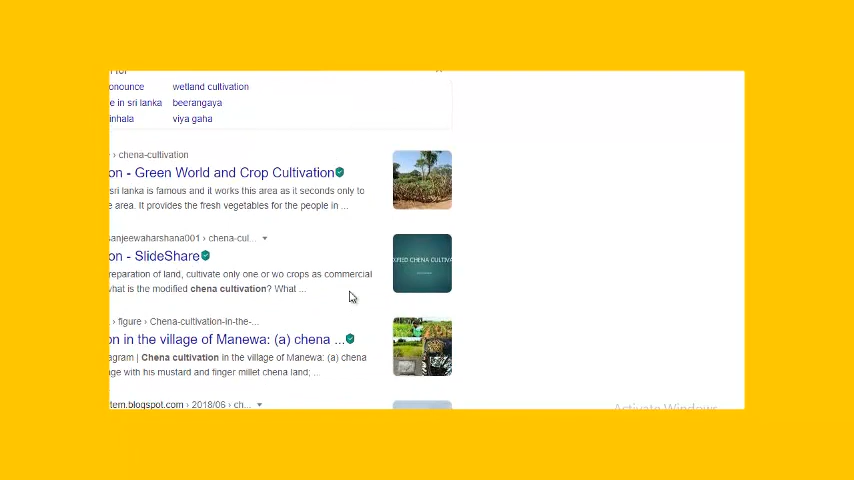 onounce wetland cultivation
e in sri lanka beerangaya
inhala viya gaha
› chena-cultivation
on - Green World and Crop Cultivation
sri lanka is famous and it works this area as it seconds only to
e area. It provides the fresh vegetables for the people in ...
anjeewaharshana001 › chena-cul...
on - SlideShare
reparation of land, cultivate only one or wo crops as commercial
what is the modified chena cultivation? What ...
IFIED CHENA CULTIVA
› figure › Chena-cultivation-in-the-...
on in the village of Manewa: (a) chena ...
agram | Chena cultivation in the village of Manewa: (a) chena
ge with his mustard and finger millet chena land; ...
tem.blogspot.com › 2018/06 › ch...
Activate Windows